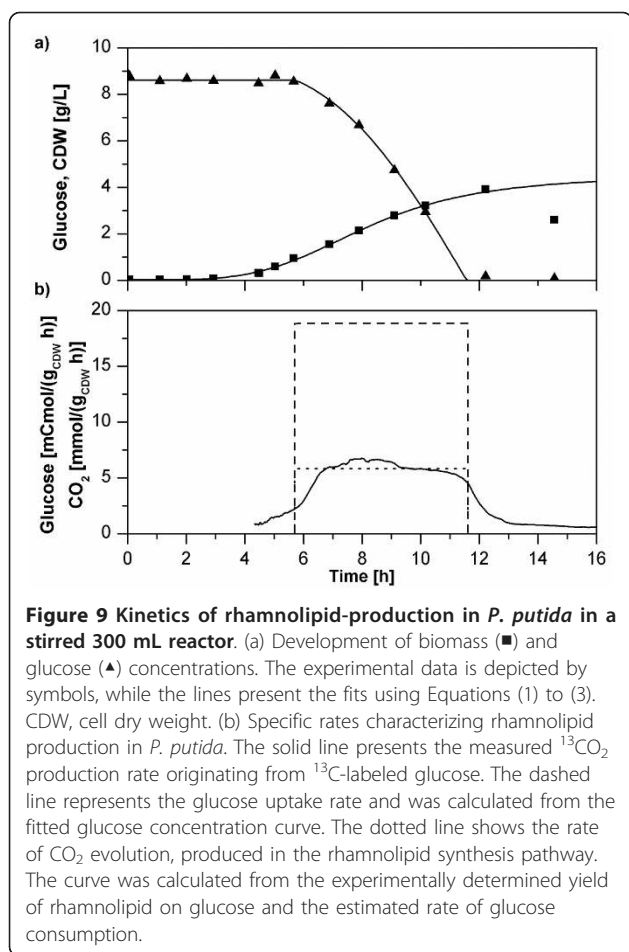 a)
10
8
6
4
2
0
Glucose, CDW [g/L]
b)
20
15
10
5
0
Glucose [mCmol/(gCDW h)]
CO2 [mmol/(gCDW h)]
0 2 4 6 8 10 12 14 16
Time [h]
Figure 9 Kinetics of rhamnolipid-production in P. putida in a
stirred 300 mL reactor. (a) Development of biomass (■) and
glucose (▲) concentrations. The experimental data is depicted by
symbols, while the lines present the fits using Equations (1) to (3).
CDW, cell dry weight. (b) Specific rates characterizing rhamnolipid
production in P. putida. The solid line presents the measured ¹³CO₂
production rate originating from ¹³C-labeled glucose. The dashed
line represents the glucose uptake rate and was calculated from the
fitted glucose concentration curve. The dotted line shows the rate
of CO₂ evolution, produced in the rhamnolipid synthesis pathway.
The curve was calculated from the experimentally determined yield
of rhamnolipid on glucose and the estimated rate of glucose
consumption.